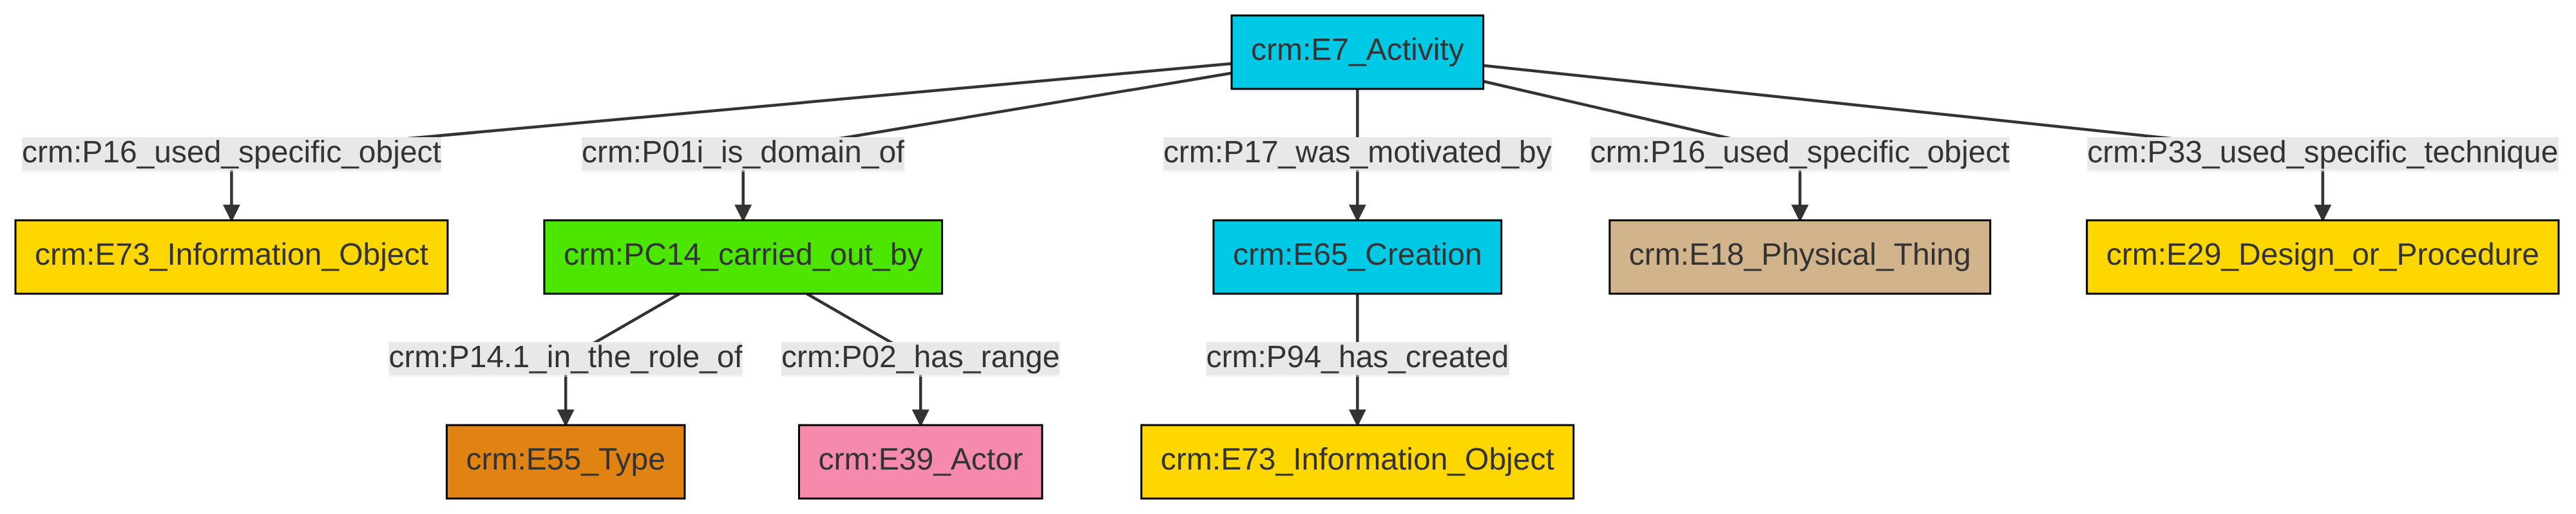 crm:E7_Activity
crm:P16_used_specific_object
crm:P01i_is_domain_of
crm:P17_was_motivated_by
crm:P16_used_specific_object
crm:P33_used_specific_technique
crm:E73_Information_Object
crm:PC14_carried_out_by
crm:E65_Creation
crm:E18_Physical_Thing
crm:E29_Design_or_Procedure
crm:P14.1_in_the_role_of
crm:P02_has_range
crm:P94_has_created
crm:E55_Type
crm:E39_Actor
crm:E73_Information_Object